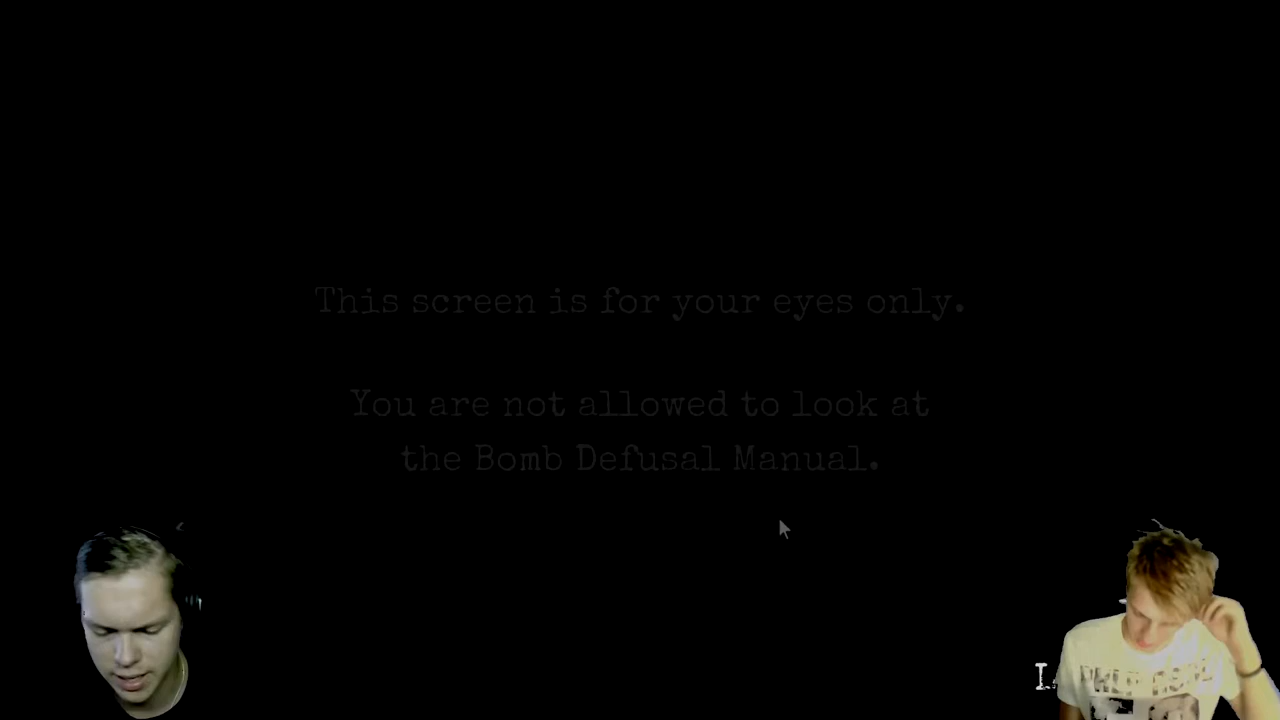 This screen is for your eyes only.
You are not allowed to look at
the Bomb Defusal Manual.